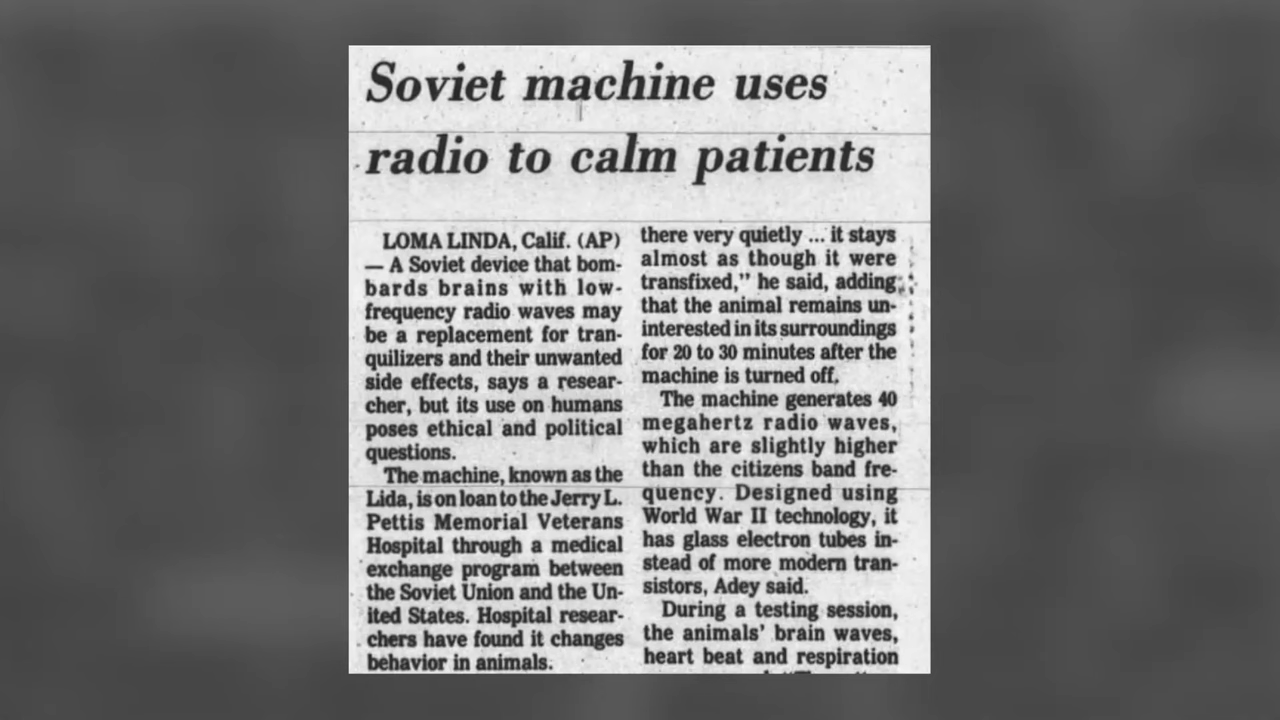 Soviet machine uses
radio to calm patients
LOMA LINDA, Calif. (AP)
— A Soviet device that bom-
bards brains with low-
frequency radio waves may
be a replacement for tran-
quilizers and their unwanted
side effects, says a resear-
cher, but its use on humans
poses ethical and political
questions.
The machine, known as the
Lida, is on loan to the Jerry L.
Pettis Memorial Veterans
Hospital through a medical
exchange program between
the Soviet Union and the Un-
ited States. Hospital resear-
chers have found it changes
behavior in animals.
there very quietly ... it stays
almost as though it were
transfixed,” he said, adding
that the animal remains un-
interested in its surroundings
for 20 to 30 minutes after the
machine is turned off.
The machine generates 40
megahertz radio waves,
which are slightly higher
than the citizens band fre-
quency. Designed using
World War II technology, it
has glass electron tubes in-
stead of more modern tran-
sistors, Adey said.
During a testing session,
the animals’ brain waves,
heart beat and respiration